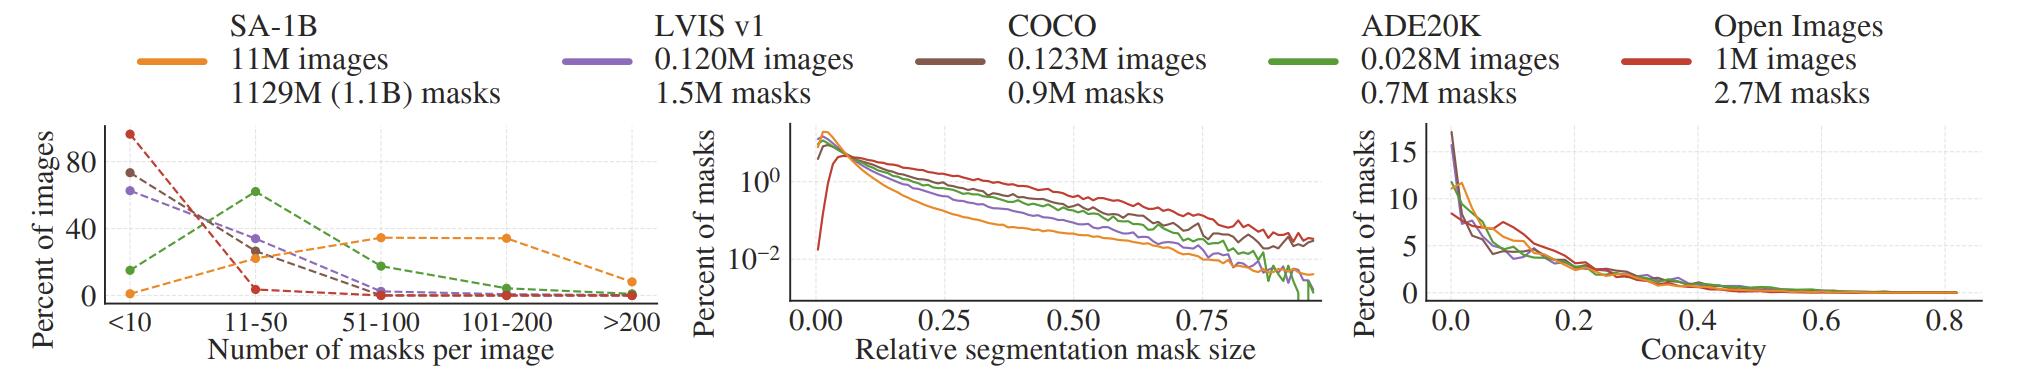 SA-1B
11M images
1129M (1.1B) masks
LVIS v1
0.120M images
1.5M masks
COCO
0.123M images
0.9M masks
ADE20K
0.028M images
0.7M masks
Open Images
1M images
2.7M masks
Percent of images
80
40
0
<10
11-50
51-100
101-200
>200
Number of masks per image
Percent of masks
10⁰
10⁻²
0.00
0.25
0.50
0.75
Relative segmentation mask size
Percent of masks
15
10
5
0
0.0
0.2
0.4
0.6
0.8
Concavity